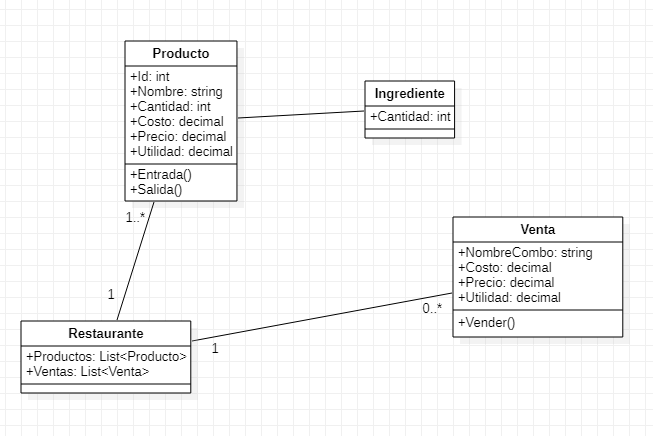 Producto
+Id: int
+Nombre: string
+Cantidad: int
+Costo: decimal
+Precio: decimal
+Utilidad: decimal
+Entrada()
+Salida()
Ingrediente
+Cantidad: int
1..*
1
Venta
+NombreCombo: string
+Costo: decimal
+Precio: decimal
+Utilidad: decimal
+Vender()
0..*
1
Restaurante
+Productos: List<Producto>
+Ventas: List<Venta>